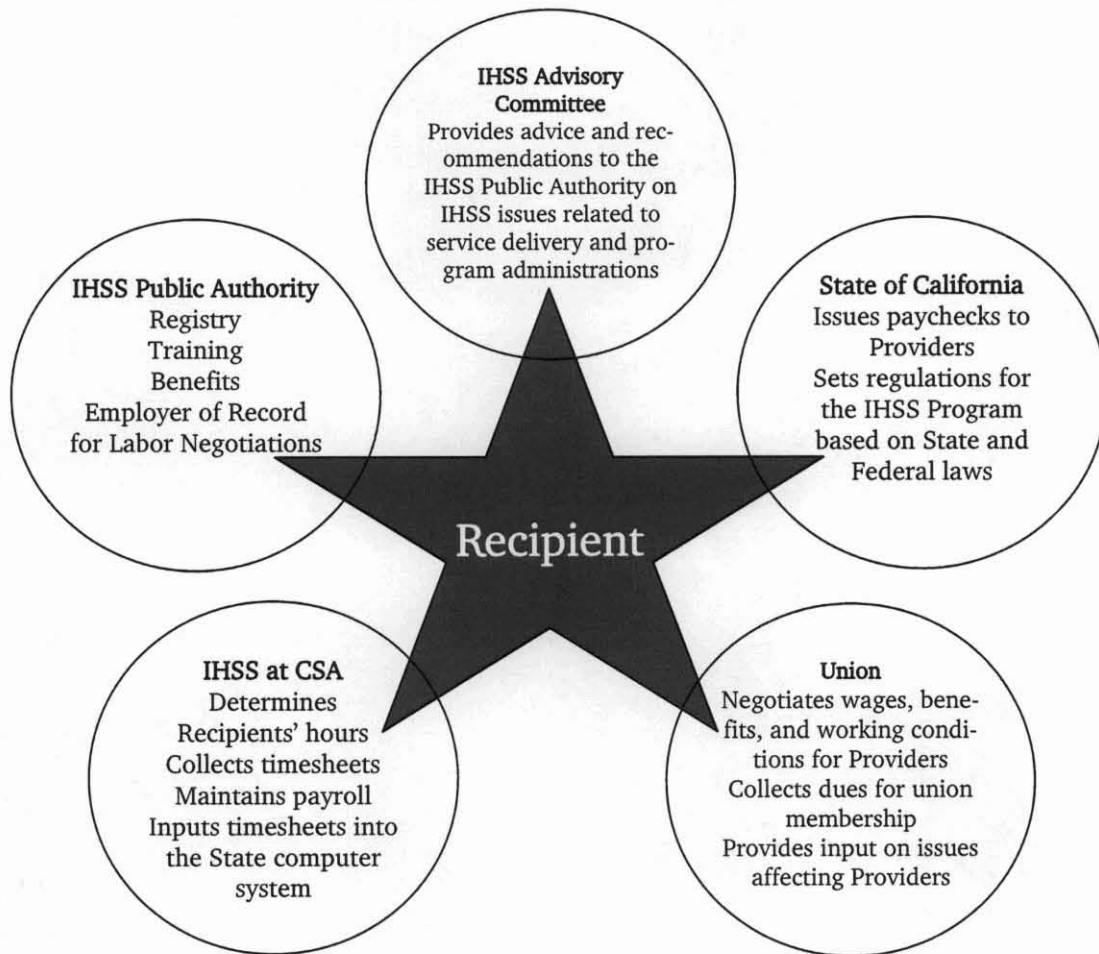 IHSS Advisory
Committee
Provides advice and rec-
ommendations to the
IHSS Public Authority on
IHSS issues related to
service delivery and pro-
gram administrations
IHSS Public Authority
Registry
Training
Benefits
Employer of Record
for Labor Negotiations
State of California
Issues paychecks to
Providers
Sets regulations for
the IHSS Program
based on State and
Federal laws
Recipient
IHSS at CSA
Determines
Recipients’ hours
Collects timesheets
Maintains payroll
Inputs timesheets into
the State computer
system
Union
Negotiates wages, bene-
fits, and working condi-
tions for Providers
Collects dues for union
membership
Provides input on issues
affecting Providers